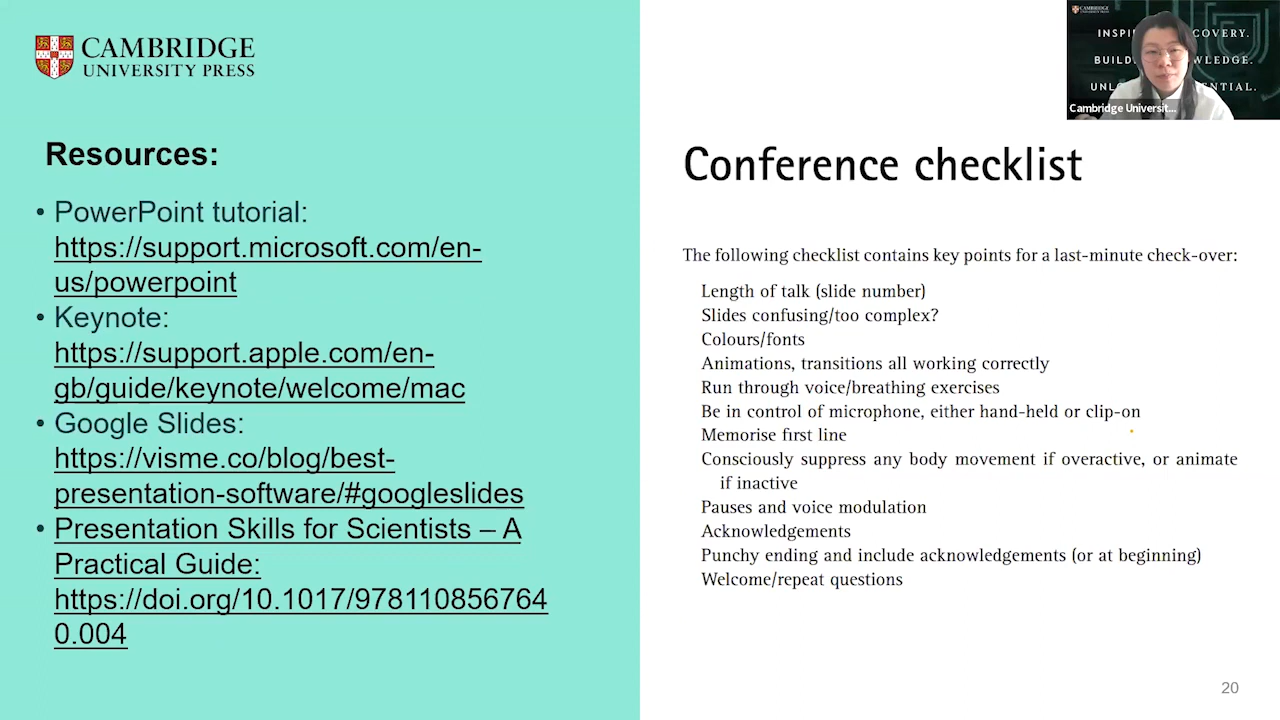 CAMBRIDGE
UNIVERSITY PRESS
Resources:
• PowerPoint tutorial:
https://support.microsoft.com/en-
us/powerpoint
• Keynote:
https://support.apple.com/en-
gb/guide/keynote/welcome/mac
• Google Slides:
https://visme.co/blog/best-
presentation-software/#googleslides
• Presentation Skills for Scientists – A
Practical Guide:
https://doi.org/10.1017/978110856764
0.004
CAMBRIDGE
UNIVERSITY PRESS
Cambridge Universit...
Conference checklist
The following checklist contains key points for a last-minute check-over:
Length of talk (slide number)
Slides confusing/too complex?
Colours/fonts
Animations, transitions all working correctly
Run through voice/breathing exercises
Be in control of microphone, either hand-held or clip-on
Memorise first line
Consciously suppress any body movement if overactive, or animate
if inactive
Pauses and voice modulation
Acknowledgements
Punchy ending and include acknowledgements (or at beginning)
Welcome/repeat questions
20